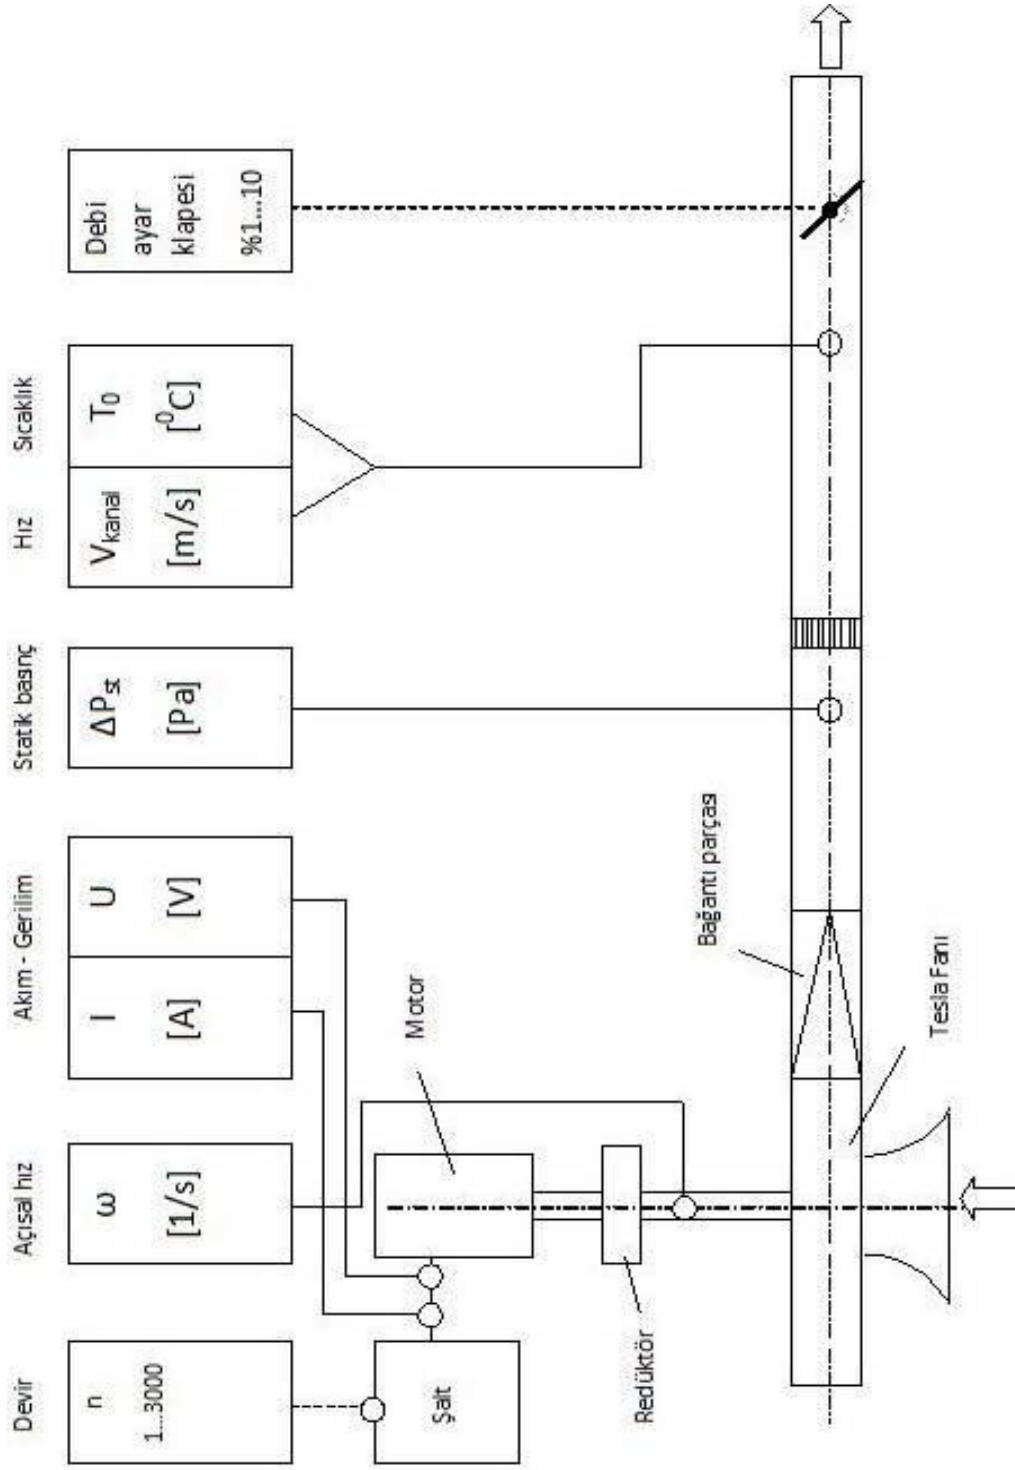 Devir
Açısal hız
Akım - Gerilim
Statik basınç
Hız
Sıcaklık
n
1...3000
ω
[1/s]
I
[A]
U
[V]
ΔPst
[Pa]
Vkanal
[m/s]
T0
[⁰C]
Debi
ayar
klapesi
%1...10
Şalt
Motor
Redüktör
Bağantı parçası
Tesla Fanı